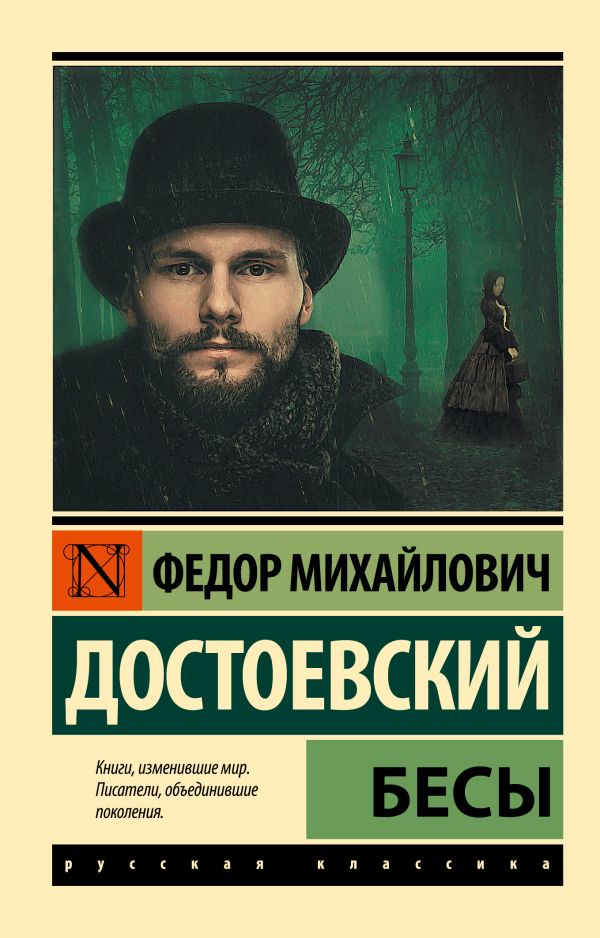 N
ФЕДОР МИХАЙЛОВИЧ
ДОСТОЕВСКИЙ
Книги, изменившие мир.
Писатели, объединившие
поколения.
БЕСЫ
русская классика